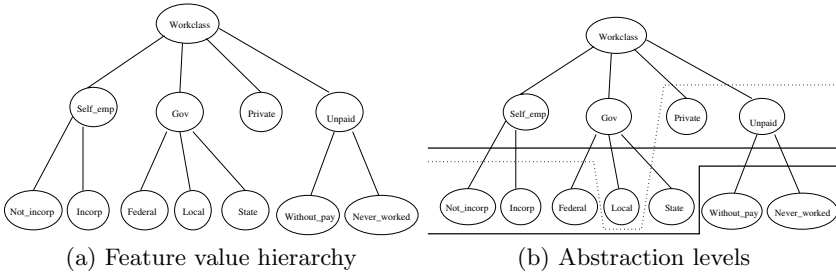 Workclass
Self_emp
Gov
Private
Unpaid
Not_incorp
Incorp
Federal
Local
State
Without_pay
Never_worked
(a) Feature value hierarchy
Workclass
Self_emp
Gov
Private
Unpaid
Not_incorp
Incorp
Federal
Local
State
Without_pay
Never_worked
(b) Abstraction levels